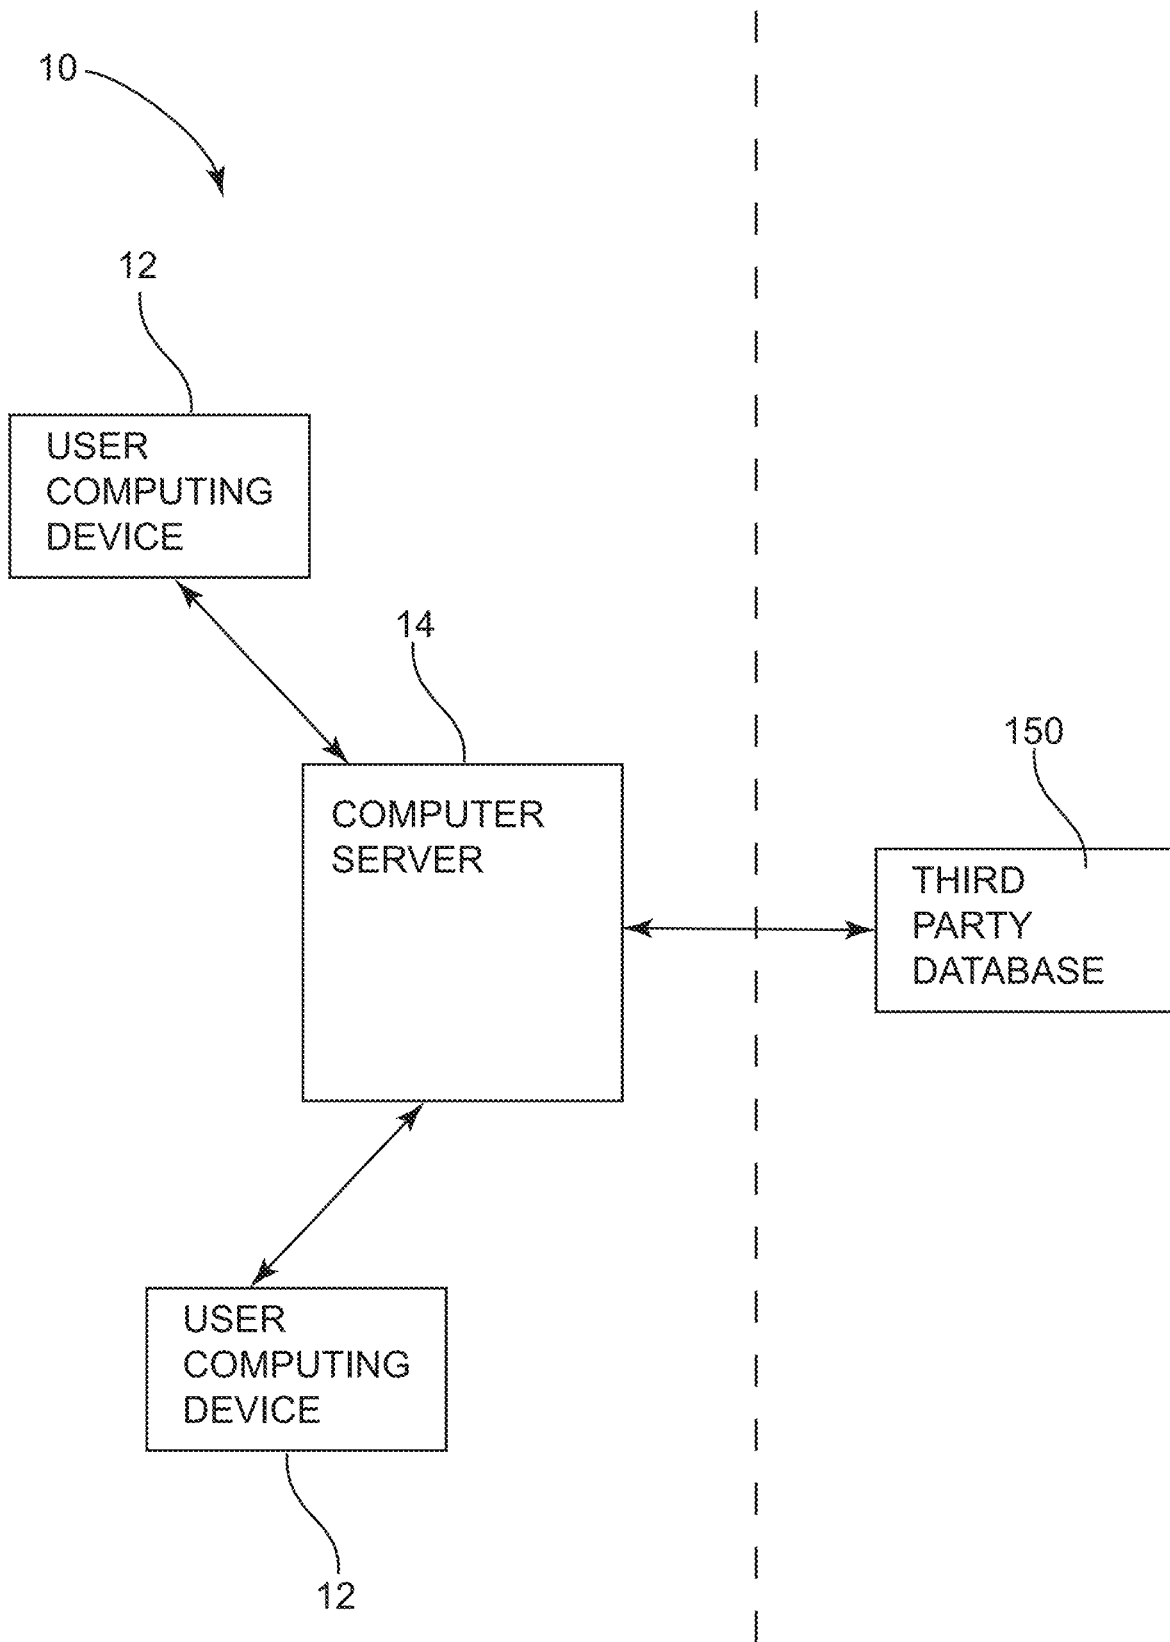 10
12
USER
COMPUTING
DEVICE
14
COMPUTER
SERVER
150
THIRD
PARTY
DATABASE
USER
COMPUTING
DEVICE
12